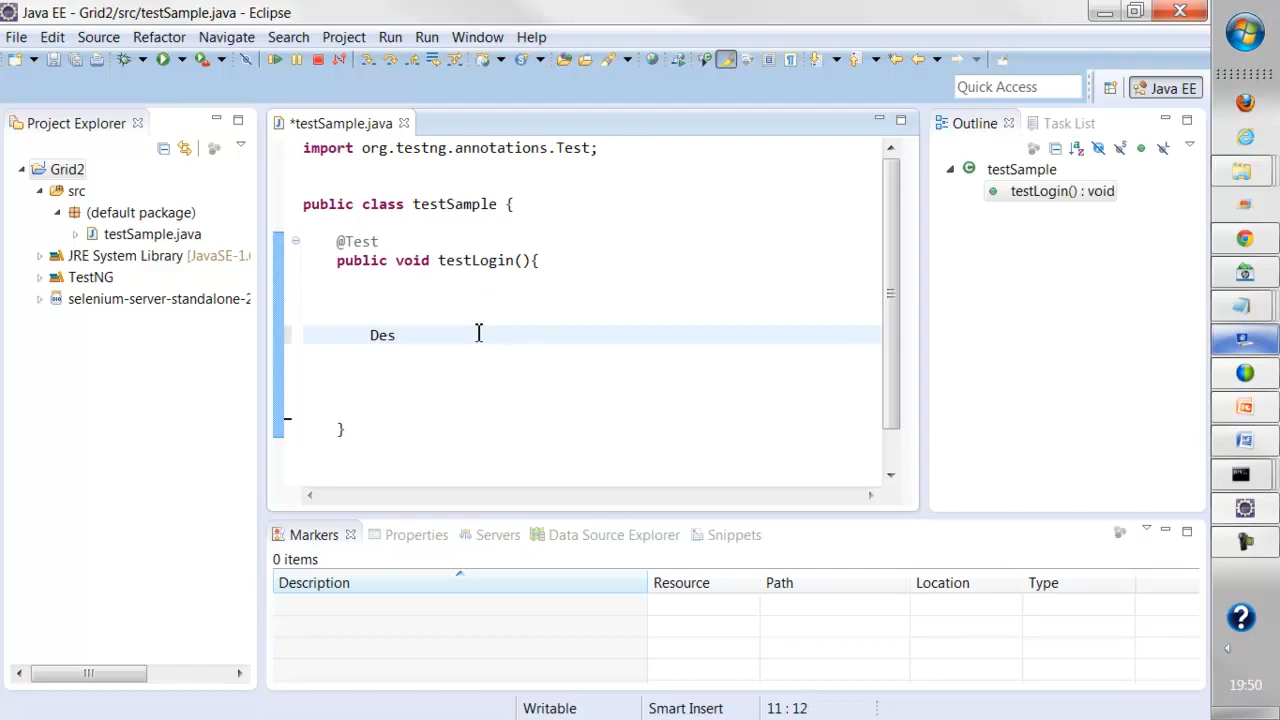 Java EE - Grid2/src/testSample.java - Eclipse
File Edit Source Refactor Navigate Search Project Run Run Window Help
Quick Access
Java EE
Project Explorer
*testSample.java
Outline
Task List
Grid2
src
(default package)
testSample.java
JRE System Library [JavaSE-1.
TestNG
selenium-server-standalone-2
import org.testng.annotations.Test;
public class testSample {
@Test
public void testLogin(){
Des
}
testSample
testLogin() : void
Markers Properties Servers Data Source Explorer Snippets
0 items
Description Resource Path Location Type
Writable Smart Insert 11 : 12
19:50